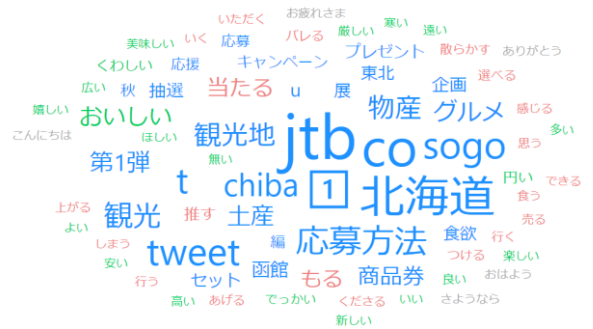 お疲れさま
いただく
美味しい いく 応募 バレる 厳しい 寒い 遠い
くわしい 応援 キャンペーン プレゼント 散らかす ありがとう
広い 秋 抽選 当たる u 展 東北 企画 選べる
嬉しい おいしい 物産 グルメ 感じる
こんにちは ほしい 観光地 jtb co sogo 思う 多い
第1弾 無い
t chiba 1 北海道 円い できる
食う
上がる 観光 推す 土産 売る
よい 応募方法 食欲 行く
しまう tweet 編 つける 楽しい
安い 函館 もる 商品券 良い おはよう
行う セット さようなら
高い あげる でっかい くださる いい
新しい